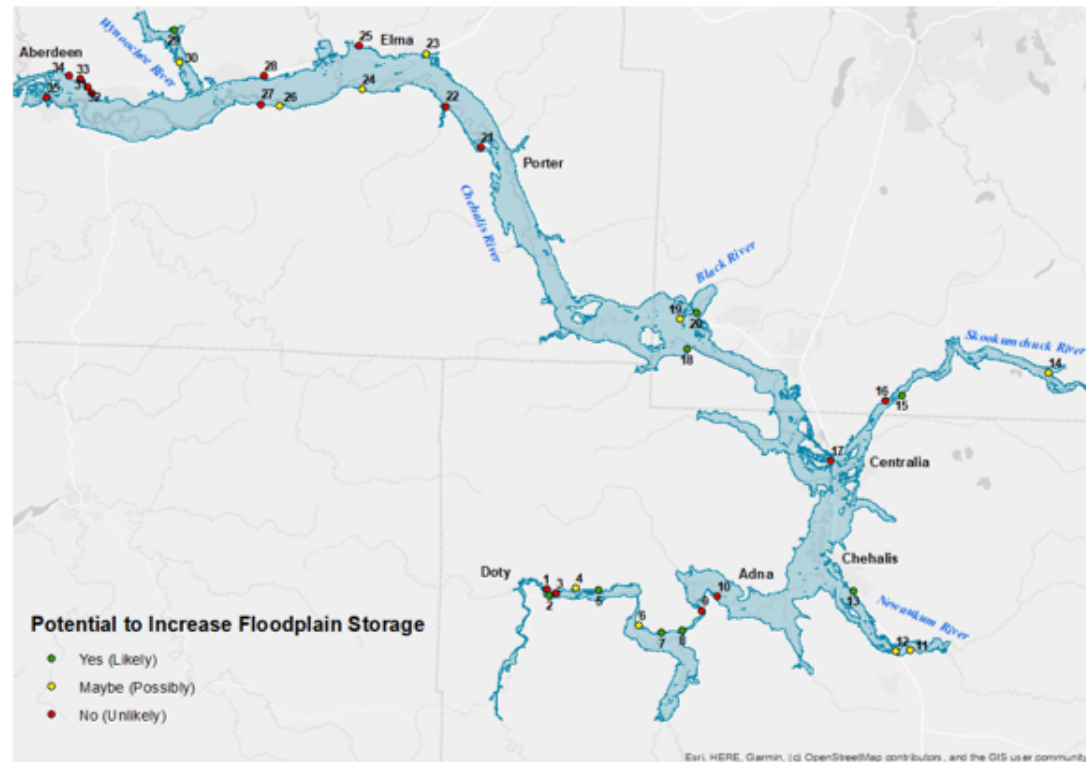 Wynoochee River
29
30
Aberdeen
34
33
31
32
35
25
Elma
23
24
28
27
26
22
21
Porter
Chehalis River
Black River
19
20
18
Skookumchuck River
14
16
15
17
Centralia
Chehalis
Doty
1
3
4
2
5
6
7
8
9
10
Adna
13
Newaukum River
12
11
Potential to Increase Floodplain Storage
Yes (Likely)
Maybe (Possibly)
No (Unlikely)
Esri, HERE, Garmin, (c) OpenStreetMap contributors, and the GIS user community